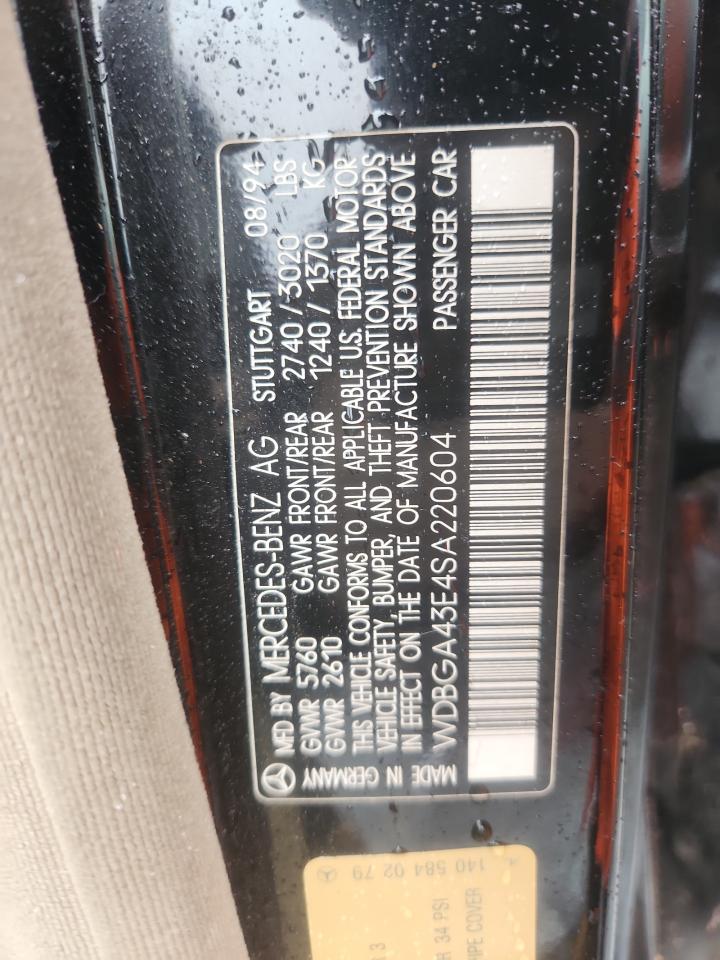 MFD BY MERCEDES-BENZ AG STUTTGART 08/94
GVWR 5760 GAWR FRONT/REAR 2740 / 3020 LBS
GVWR 2610 GAWR FRONT/REAR 1240 / 1370 KG
THIS VEHICLE CONFORMS TO ALL APPLICABLE U.S. FEDERAL MOTOR
VEHICLE SAFETY, BUMPER, AND THEFT PREVENTION STANDARDS
IN EFFECT ON THE DATE OF MANUFACTURE SHOWN ABOVE
MADE IN GERMANY WDBGA43E4SA220604 PASSENGER CAR
140 584 02 79
34 PSI
COVER